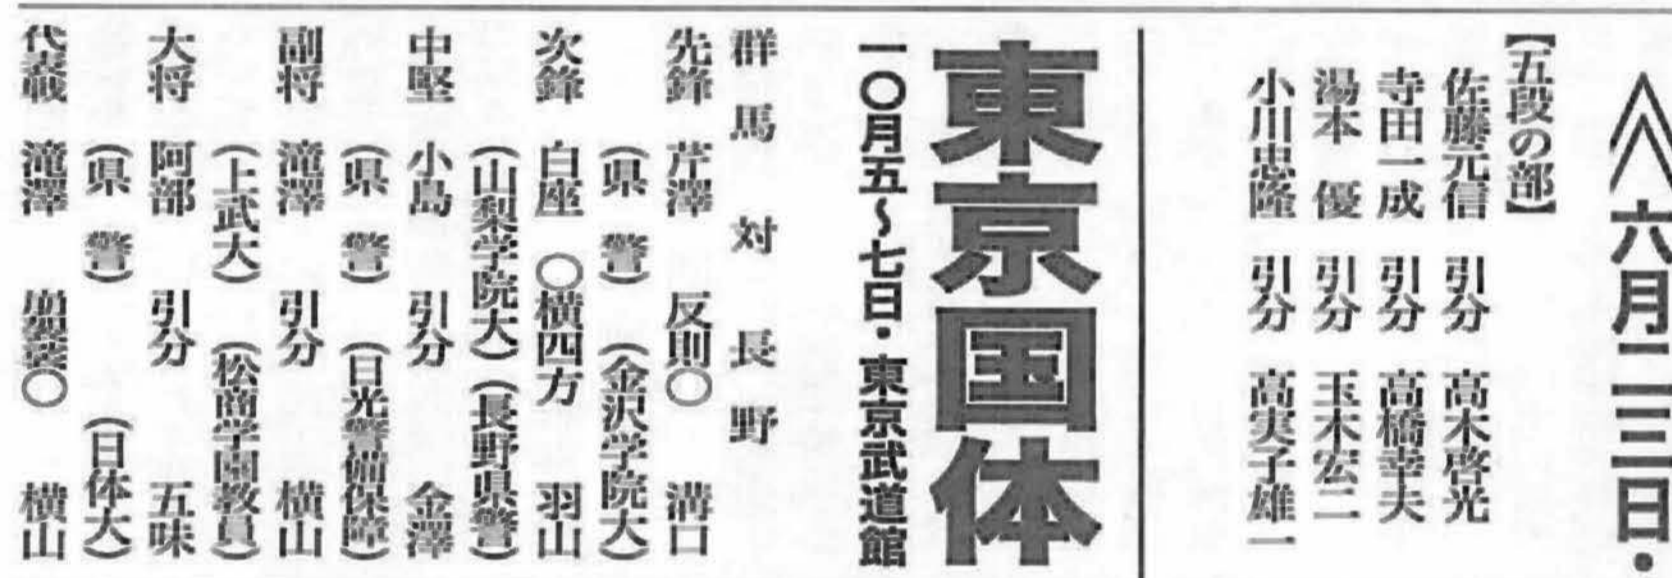 ≪六月二三日・
【五段の部】
佐藤元信 引分 高木啓光
寺田一成 引分 高橋幸夫
湯本 優 引分 玉木宏二
小川忠隆 引分 高実子雄一
東京国体
一〇月五〜七日・東京武道館
群馬対長野
先鋒 芹澤 反則〇 溝口
（県 警）（金沢学院大）
次鋒 白座 〇横四方 羽山
（山梨学院大）（長野県警）
中堅 小島 引分 金澤
（県 警）（日光警備保障）
副将 滝澤 引分 横山
（上武大）（松商学園教員）
大将 阿部 引分 五味
（県 警）（日体大）
代表戦 滝澤 崩袈裟〇 横山